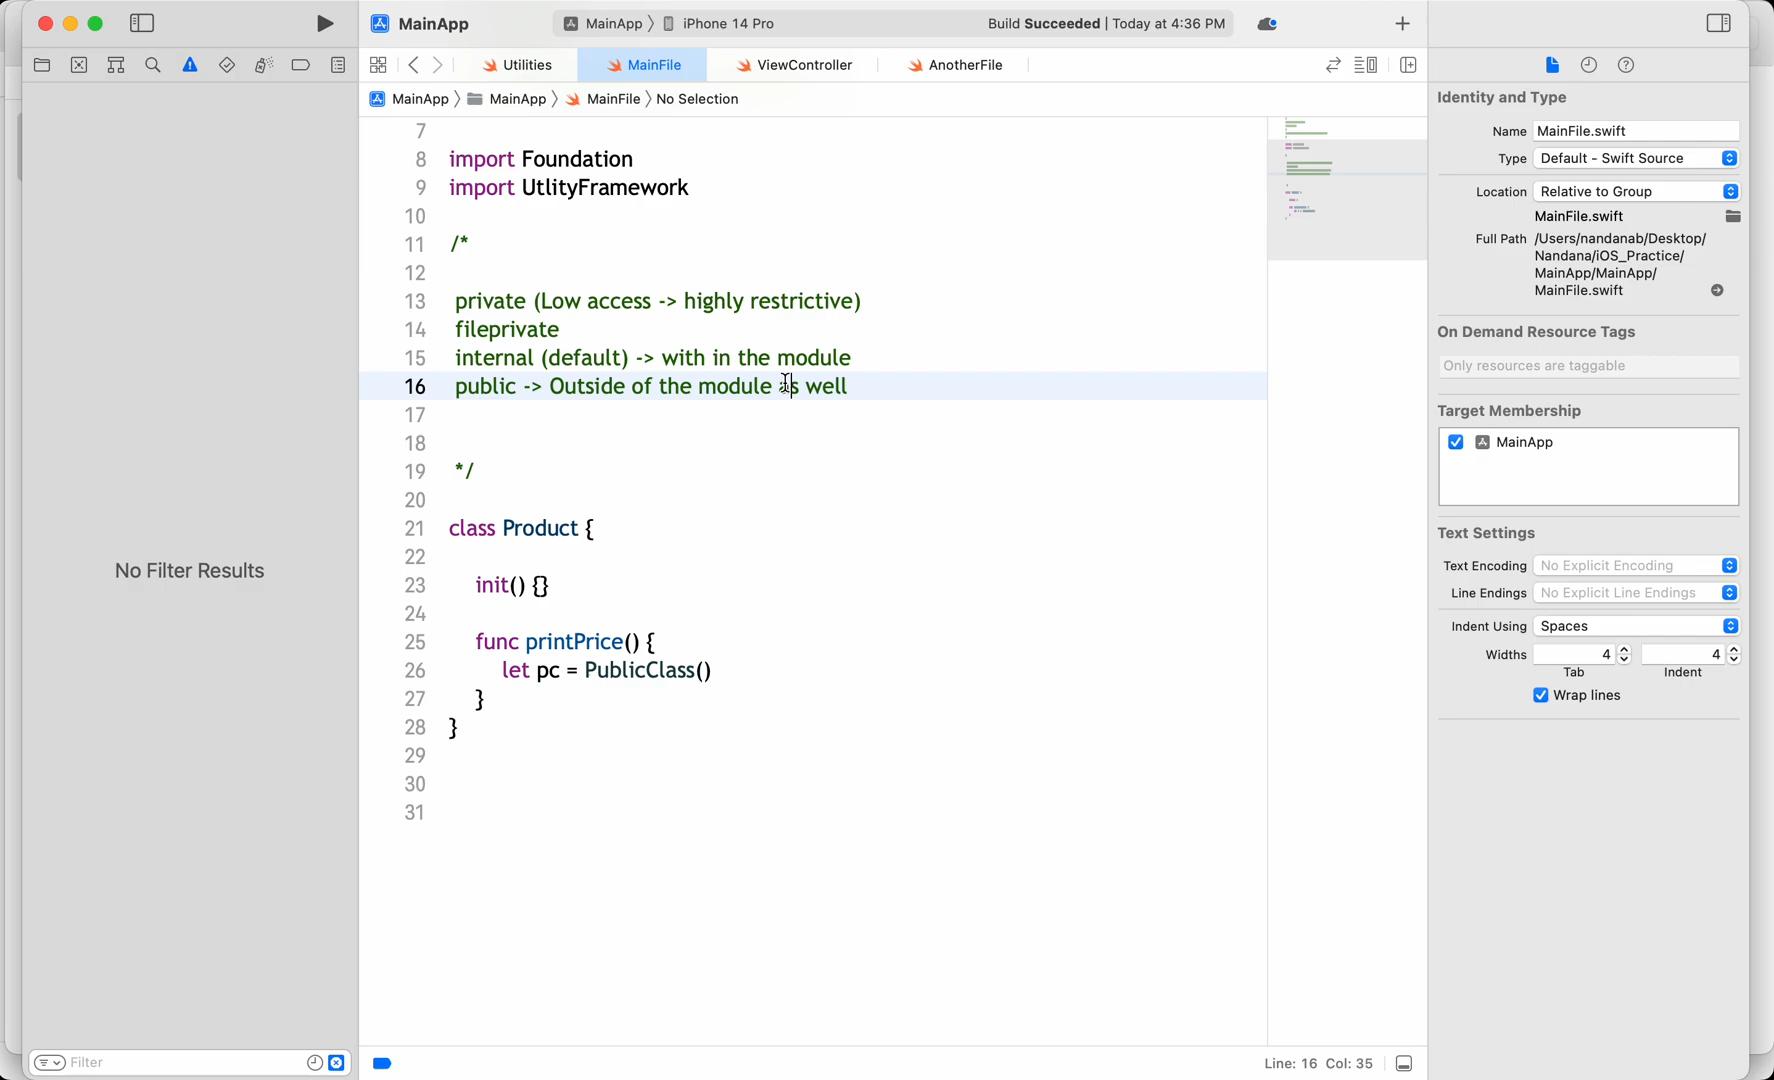 MainApp
MainApp 〉 iPhone 14 Pro
Build Succeeded | Today at 4:36 PM
Utilities
MainFile
ViewController
AnotherFile
MainApp 〉 MainApp 〉 MainFile 〉 No Selection
7
8 import Foundation
9 import UtlityFramework
10
11 /*
12
13 private (Low access -> highly restrictive)
14 fileprivate
15 internal (default) -> with in the module
16 public -> Outside of the module as well
17
18
19 */
20
21 class Product {
22
23 init() {}
24
25 func printPrice() {
26 let pc = PublicClass()
27 }
28 }
29
30
31
No Filter Results
Filter
Line: 16 Col: 35
Identity and Type
Name MainFile.swift
Type Default - Swift Source
Location Relative to Group
MainFile.swift
Full Path /Users/nandanab/Desktop/
Nandana/iOS_Practice/
MainApp/MainApp/
MainFile.swift
On Demand Resource Tags
Only resources are taggable
Target Membership
MainApp
Text Settings
Text Encoding No Explicit Encoding
Line Endings No Explicit Line Endings
Indent Using Spaces
Widths 4 4
Tab Indent
Wrap lines